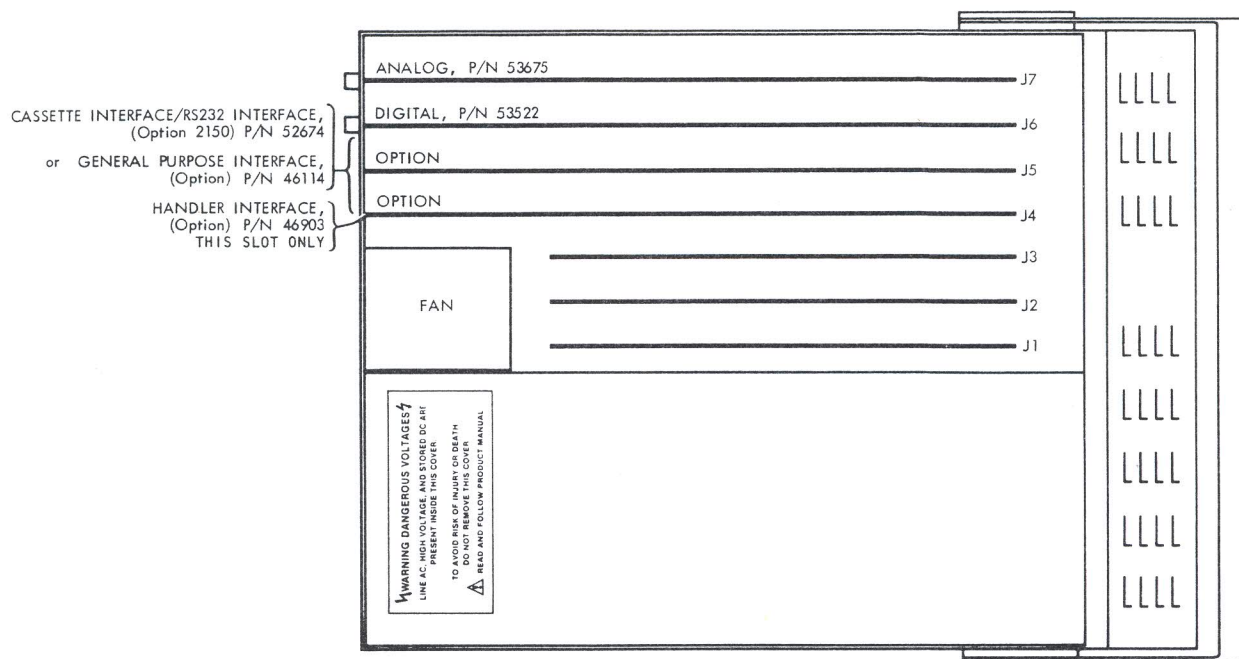 ANALOG, P/N 53675
J7
CASSETTE INTERFACE/RS232 INTERFACE,
(Option 2150) P/N 52674
DIGITAL, P/N 53522
J6
or GENERAL PURPOSE INTERFACE,
(Option) P/N 46114
OPTION
J5
HANDLER INTERFACE,
(Option) P/N 46903
THIS SLOT ONLY
OPTION
J4
J3
FAN
J2
J1
WARNING DANGEROUS VOLTAGES
LINE AC, HIGH VOLTAGE, AND STORED DC ARE
PRESENT INSIDE THIS COVER
TO AVOID RISK OF INJURY OR DEATH
DO NOT REMOVE THIS COVER
READ AND FOLLOW PRODUCT MANUAL